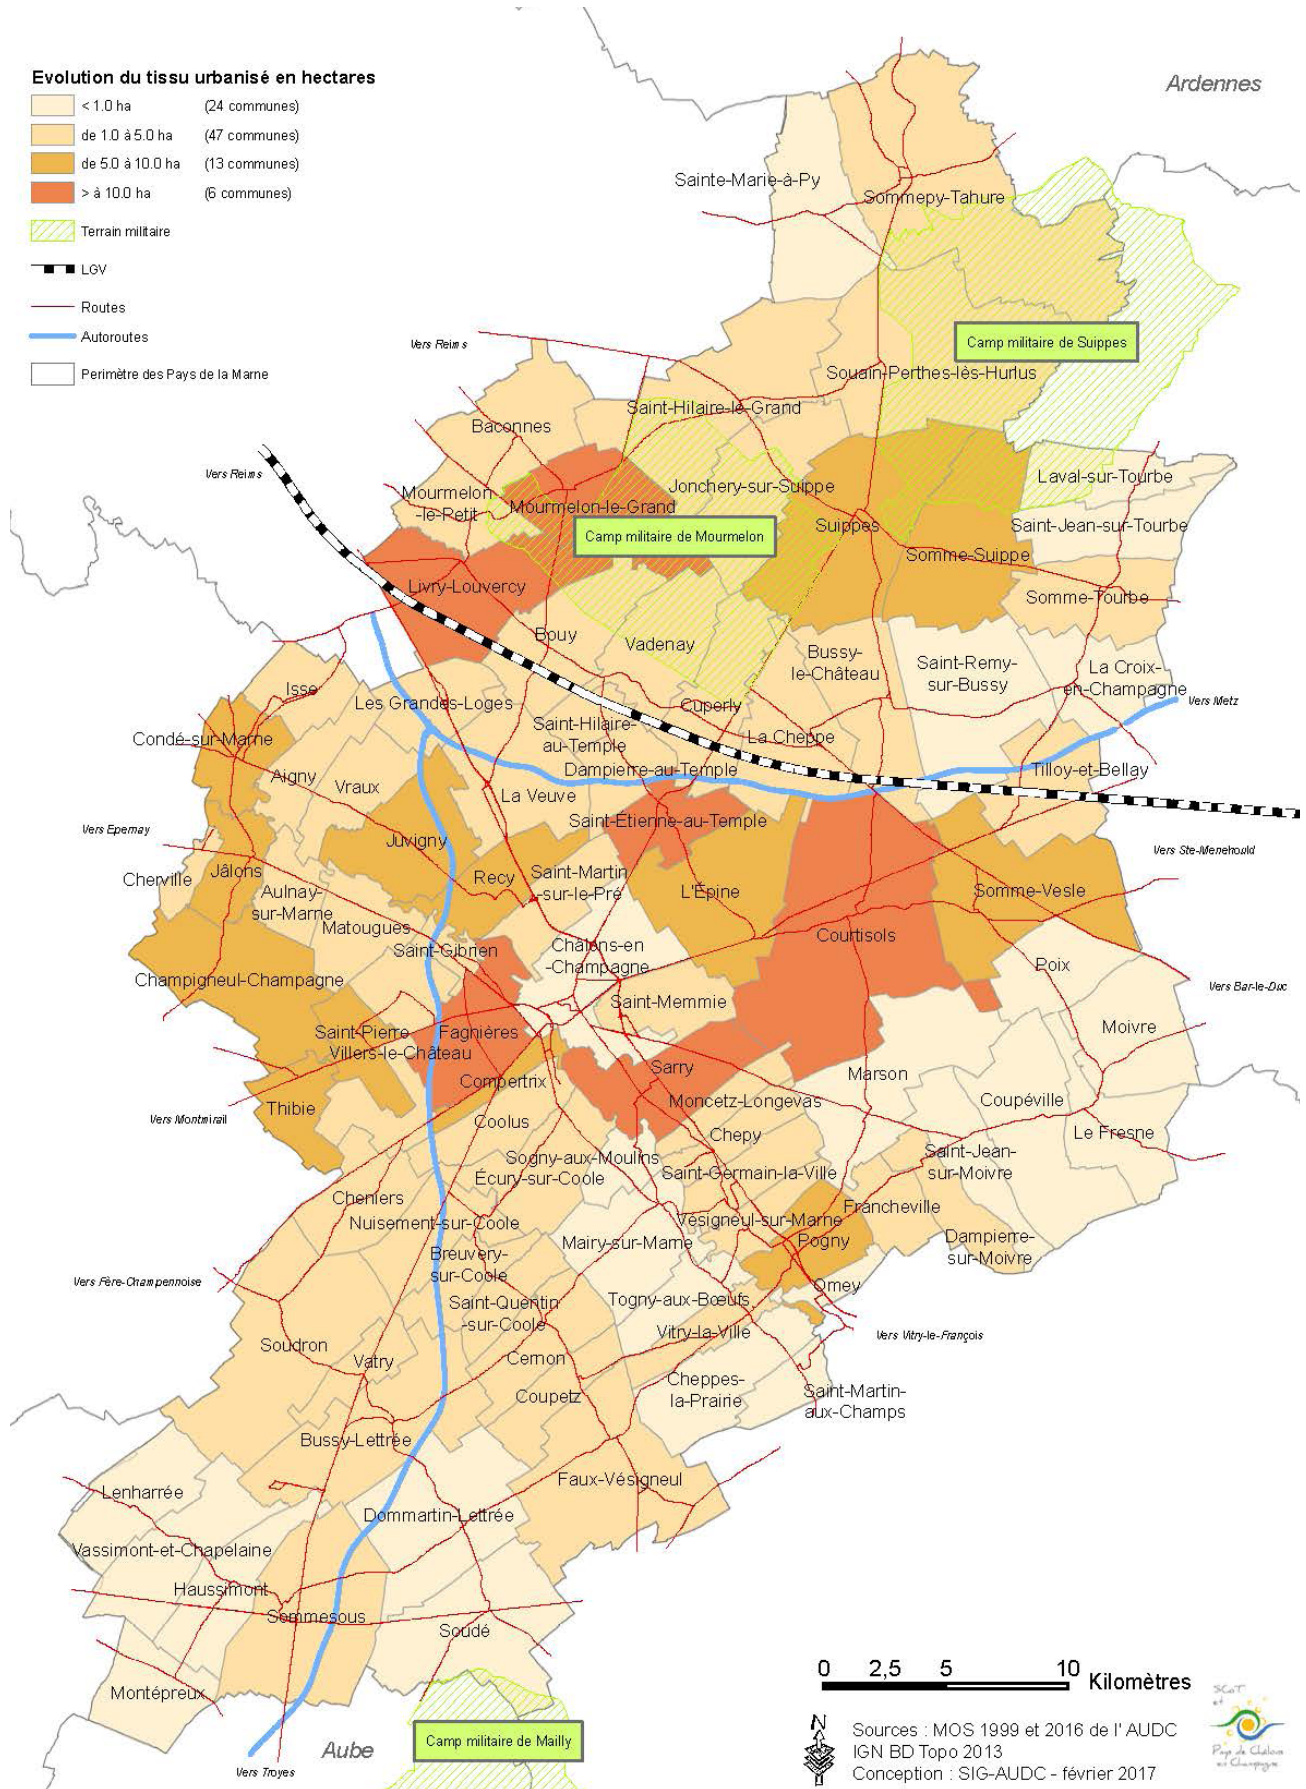 Evolution du tissu urbanisé en hectares
< 1.0 ha (24 communes)
de 1.0 à 5.0 ha (47 communes)
de 5.0 à 10.0 ha (13 communes)
> à 10.0 ha (6 communes)
Terrain militaire
LGV
Routes
Autoroutes
Perimètre des Pays de la Marne
Ardennes
Sainte-Marie-à-Py
Sommepy-Tahure
Camp militaire de Suippes
Vers Reims
Souain-Perthes-lès-Hurlus
Saint-Hilaire-le-Grand
Baconnes
Vers Reims
Laval-sur-Tourbe
Jonchery-sur-Suippe
Mourmelon
-le-Petit
Mourmelon-le-Grand
Suippes
Saint-Jean-sur-Tourbe
Camp militaire de Mourmelon
Somme-Suippe
Livry-Louvercy
Somme-Tourbe
Bouy
Vadenay
Bussy-
le-Château
Saint-Remy-
sur-Bussy
La Croix-
en-Champagne
Isse
Les Grandes-Loges
Cuperly
Vers Metz
Saint-Hilaire-
au-Temple
La Cheppe
Condé-sur-Marne
Dampierre-au-Temple
Tilloy-et-Bellay
Aigny
Vraux
La Veuve
Saint-Étienne-au-Temple
Vers Epernay
Juvigny
Vers Ste-Menehould
Cherville
Jâlons
Recy
Saint-Martin
-sur-le-Pré
Aulnay-
sur-Marne
L'Épine
Somme-Vesle
Matougues
Courtisols
Saint-Gibrien
Châlons-en
-Champagne
Poix
Champigneul-Champagne
Vers Bar-le-Duc
Saint-Memmie
Moivre
Saint-Pierre
Fagnières
Villers-le-Château
Sarry
Marson
Compertrix
Moncetz-Longevas
Coupéville
Thibie
Vers Montmirail
Coolus
Chepy
Le Fresne
Sogny-aux-Moulins
Saint-Jean-
sur-Moivre
Écury-sur-Coole
Saint-Germain-la-Ville
Cheniers
Francheville
Nuisement-sur-Coole
Vésigneul-sur-Marne
Pogny
Dampierre-
sur-Moivre
Mairy-sur-Marne
Breuvery-
sur-Coole
Vers Fère-Champennoise
Omey
Togny-aux-Bœufs
Saint-Quentin
-sur-Coole
Vitry-la-Ville
Vers Vitry-le-François
Soudron
Vatry
Cernon
Cheppes-
la-Prairie
Coupetz
Saint-Martin-
aux-Champs
Bussy-Lettrée
Faux-Vésigneul
Lenharrée
Dommartin-Lettrée
Vassimont-et-Chapelaine
Haussimont
Sommesous
Soudé
Montépreux
Camp militaire de Mailly
Aube
Vers Troyes
0 2,5 5 10 Kilomètres
N
Sources : MOS 1999 et 2016 de l' AUDC
IGN BD Topo 2013
Conception : SIG-AUDC - février 2017
SCoT
et
Pays de Châlons
en Champagne